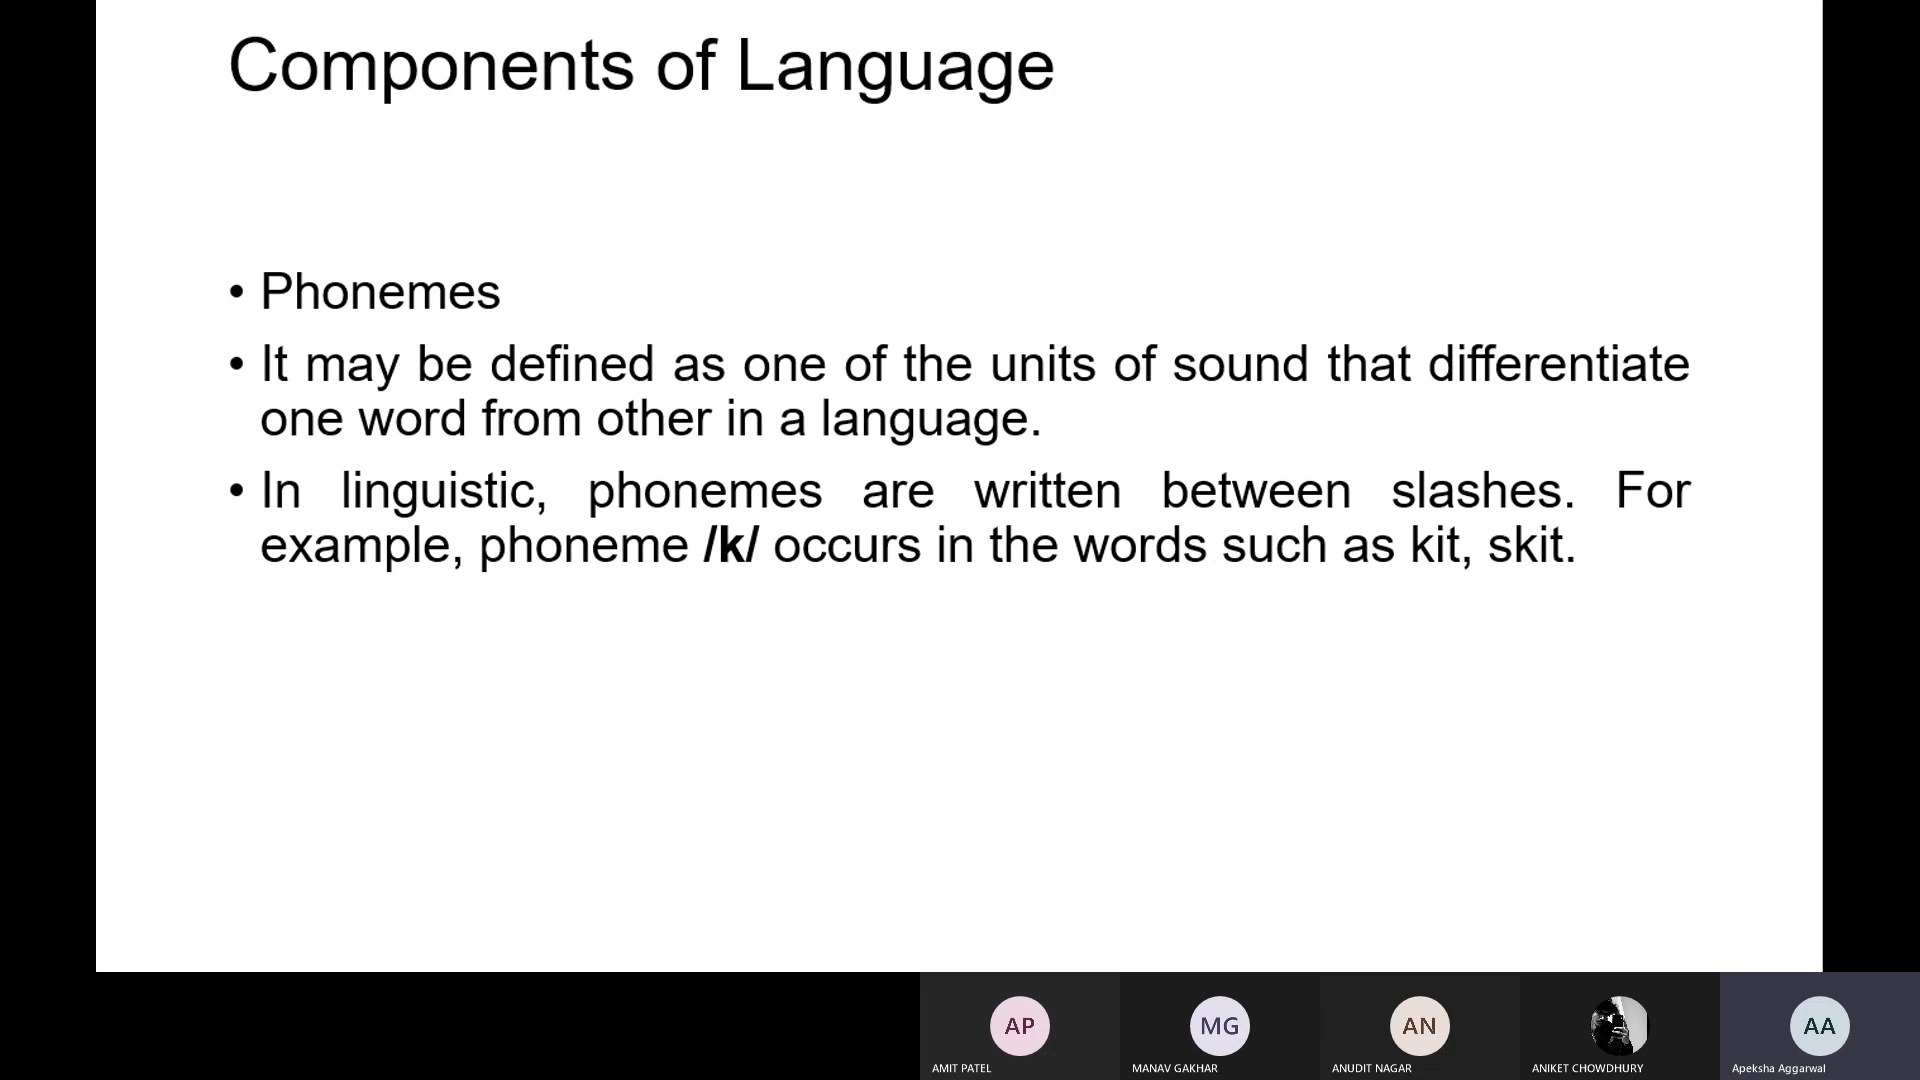 Components of Language
• Phonemes
• It may be defined as one of the units of sound that differentiate
one word from other in a language.
• In linguistic, phonemes are written between slashes. For
example, phoneme /k/ occurs in the words such as kit, skit.
AP
MG
AN
AA
AMIT PATEL
MANAV GAKHAR
ANUDIT NAGAR
ANIKET CHOWDHURY
Apeksha Aggarwal